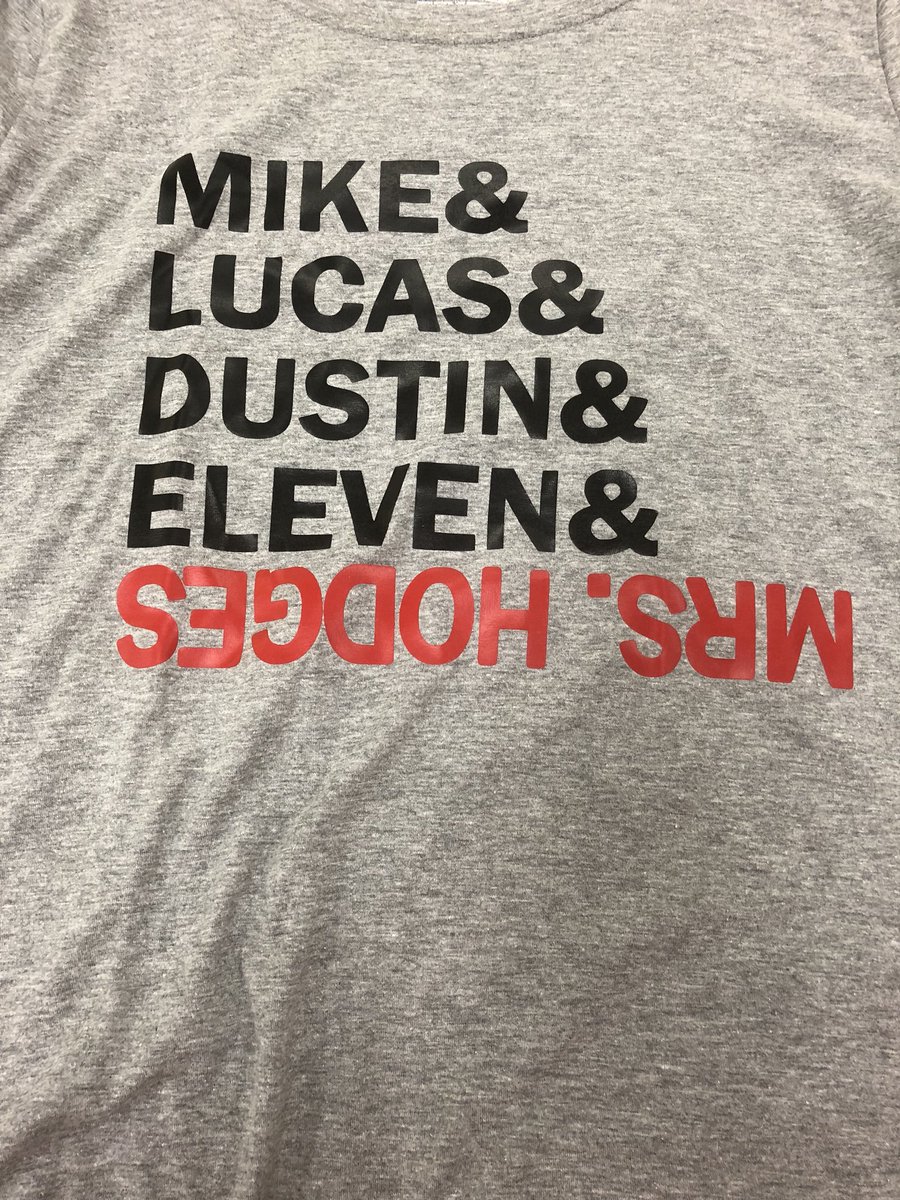 MIKE&
LUCAS&
DUSTIN&
ELEVEN&
MRS. HODGES